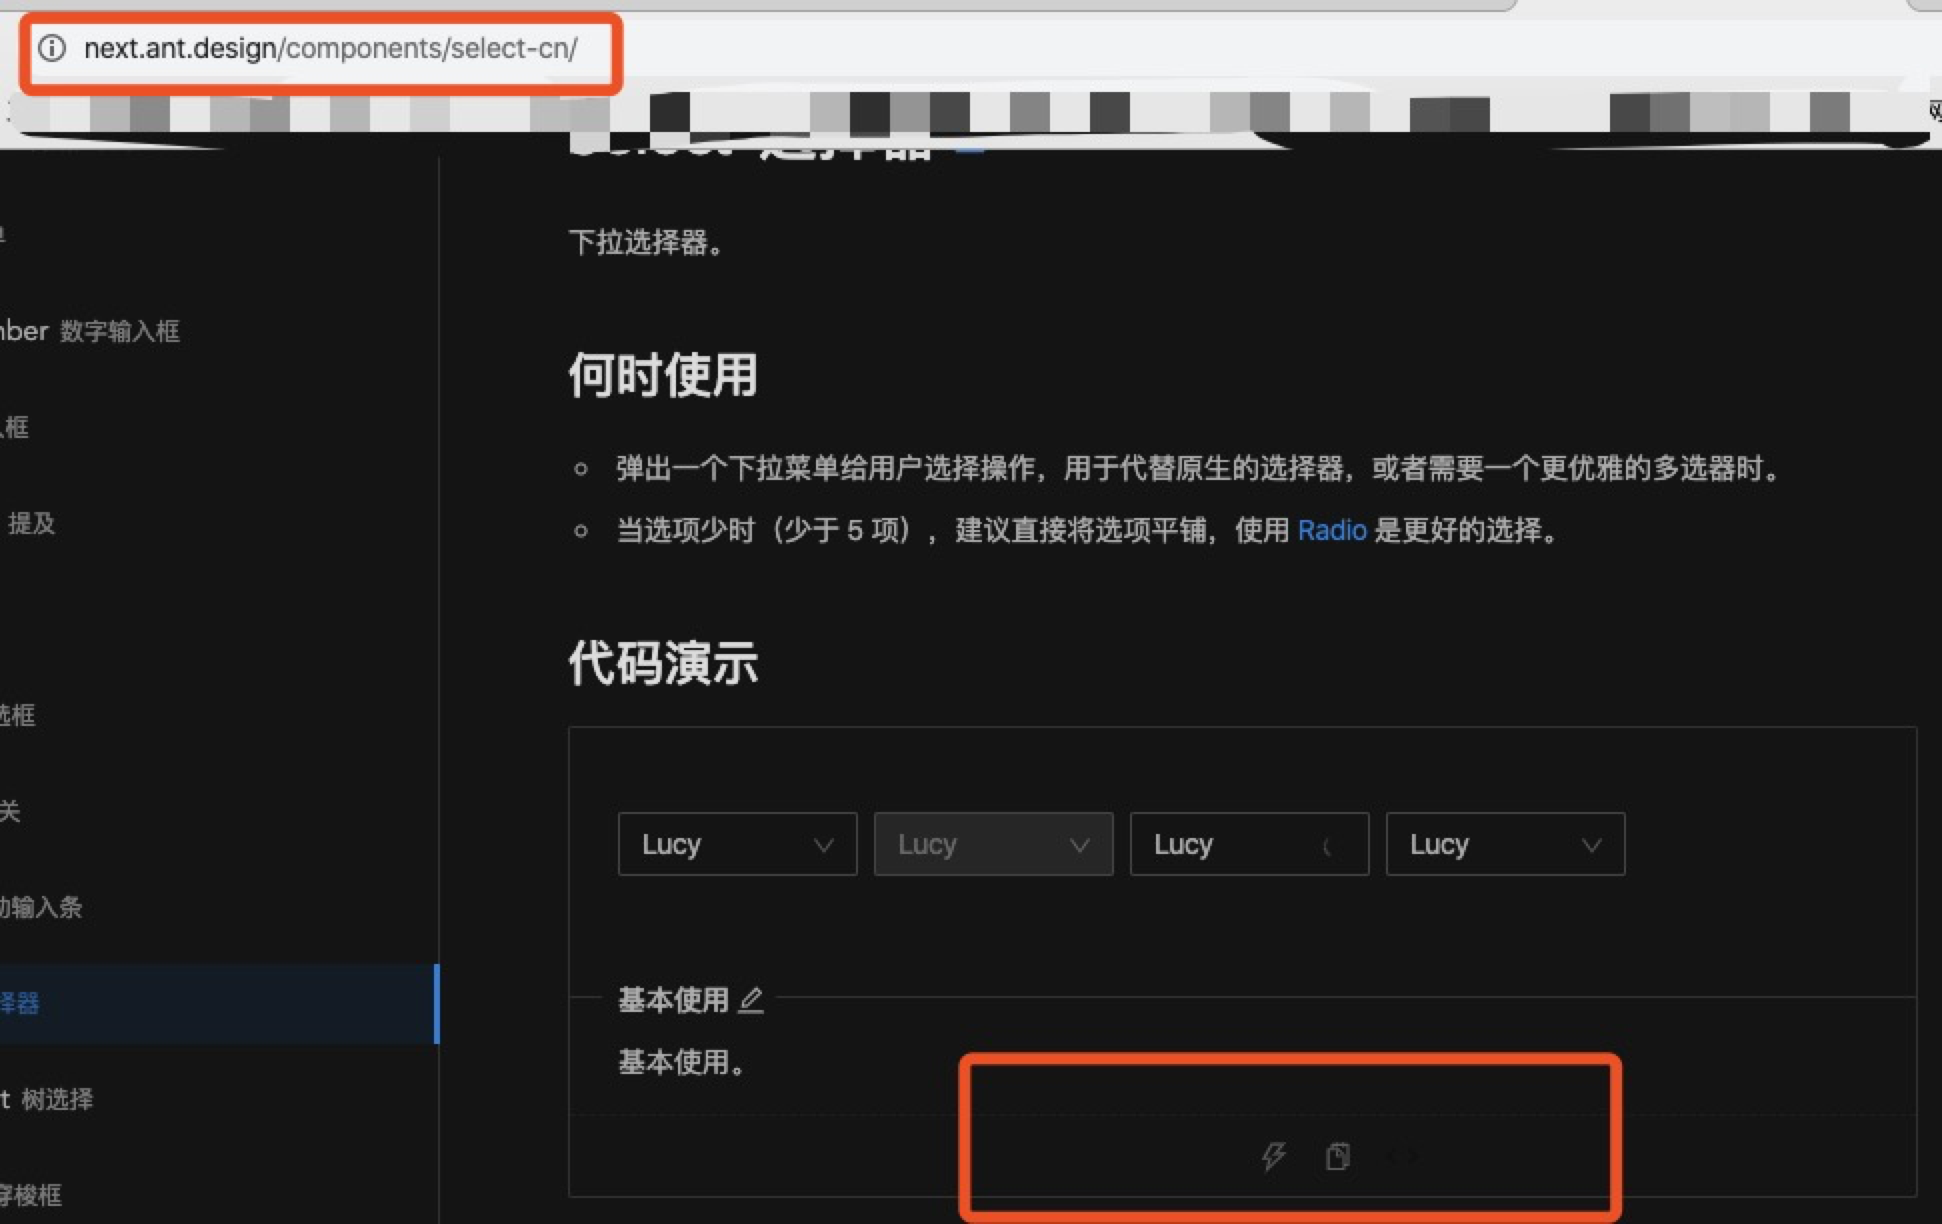 next.ant.design/components/select-cn/
下拉选择器。
mber 数字输入框
框
提及
何时使用
弹出一个下拉菜单给用户选择操作，用于代替原生的选择器，或者需要一个更优雅的多选器时。
当选项少时（少于 5 项），建议直接将选项平铺，使用 Radio 是更好的选择。
选框
关
动输入条
择器
t 树选择
穿梭框
代码演示
Lucy
Lucy
Lucy
Lucy
基本使用
基本使用。